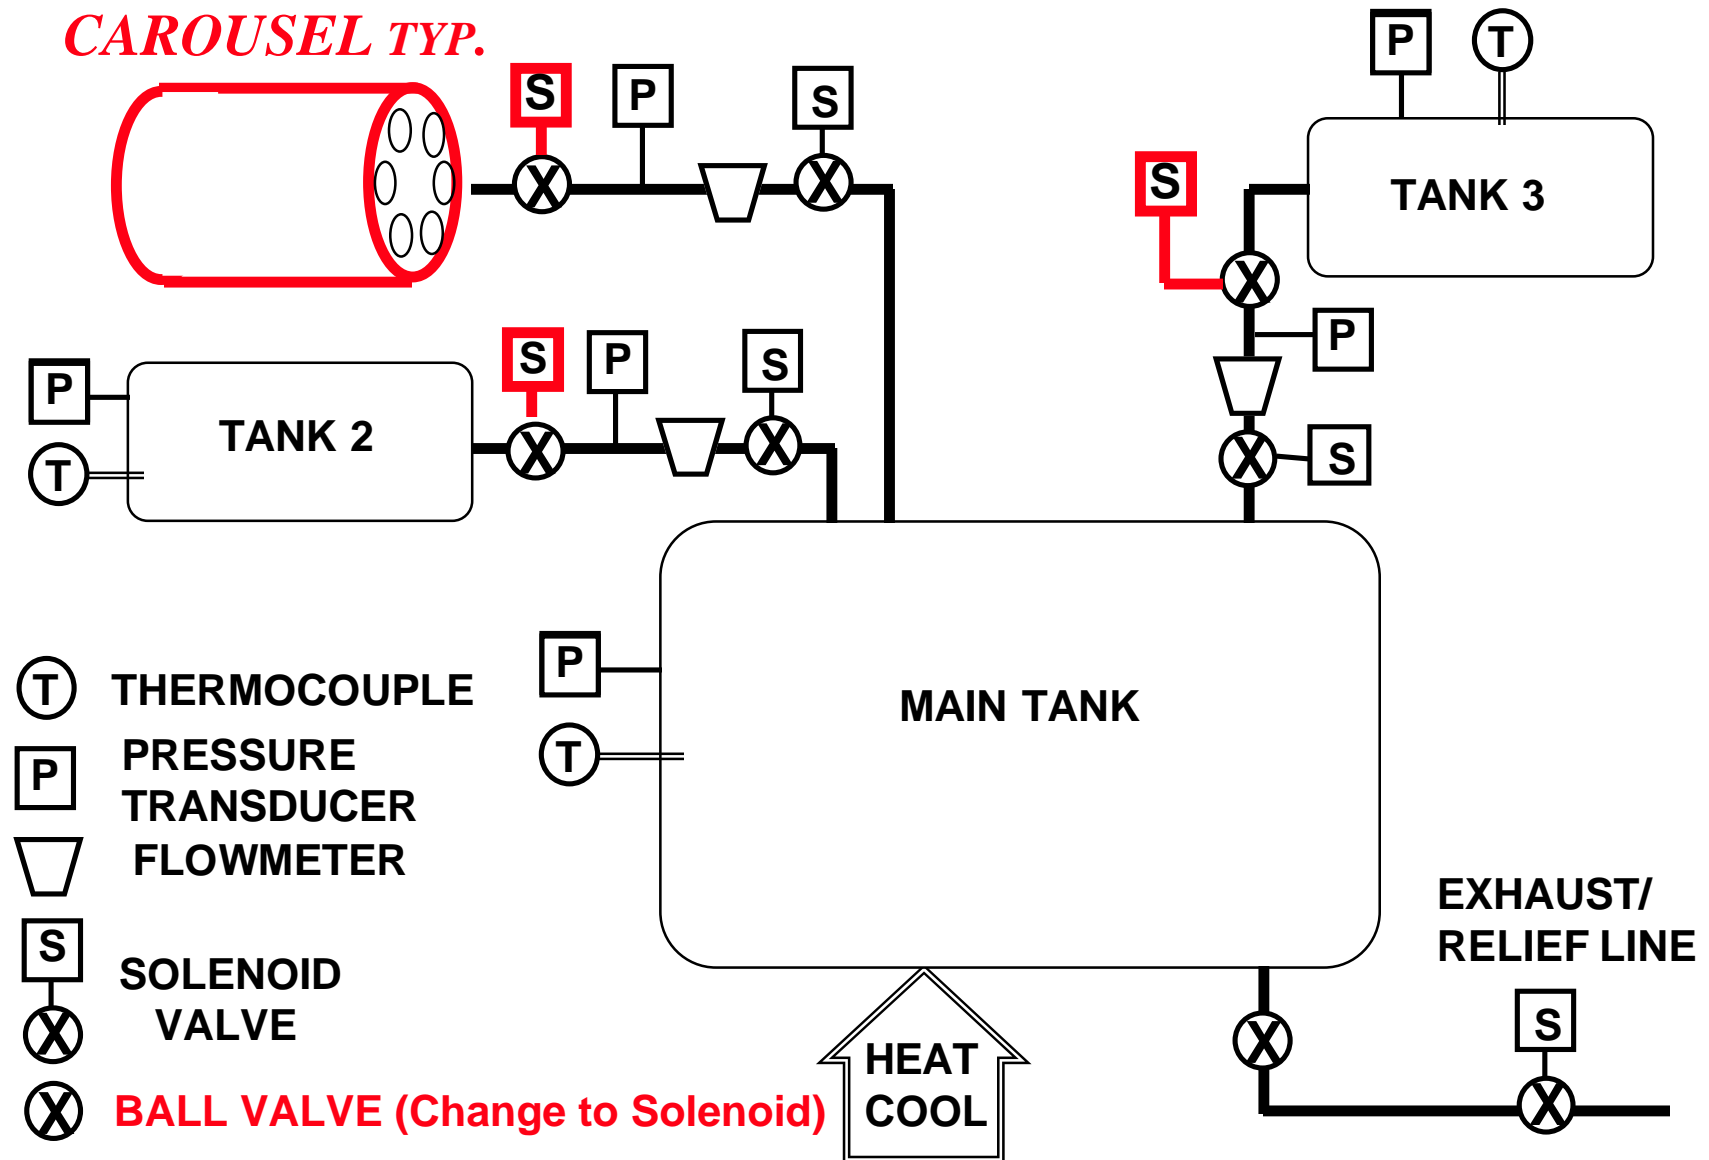 CAROUSEL TYP.
S
P
S
P
T
S
TANK 3
X
X
X
P
S
P
S
P
TANK 2
X
X
T
X
S
MAIN TANK
P
T
T
THERMOCOUPLE
P
PRESSURE
TRANSDUCER
FLOWMETER
S
SOLENOID
VALVE
X
X
BALL VALVE (Change to Solenoid)
HEAT
COOL
EXHAUST/
RELIEF LINE
X
S
X